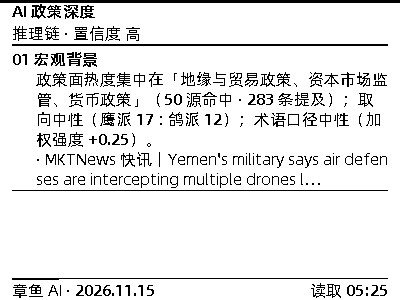 AI 政策深度
推理链 · 置信度 高
01 宏观背景
政策面热度集中在「地缘与贸易政策、资本市场监
管、货币政策」（50 源命中 · 283 条提及）；取
向中性（鹰派 17 : 鸽派 12）；术语口径中性（加
权强度 +0.25）。
· MKTNews 快讯｜Yemen's military says air defen
ses are intercepting multiple drones l…
章鱼 AI · 2026.11.15
读取 05:25